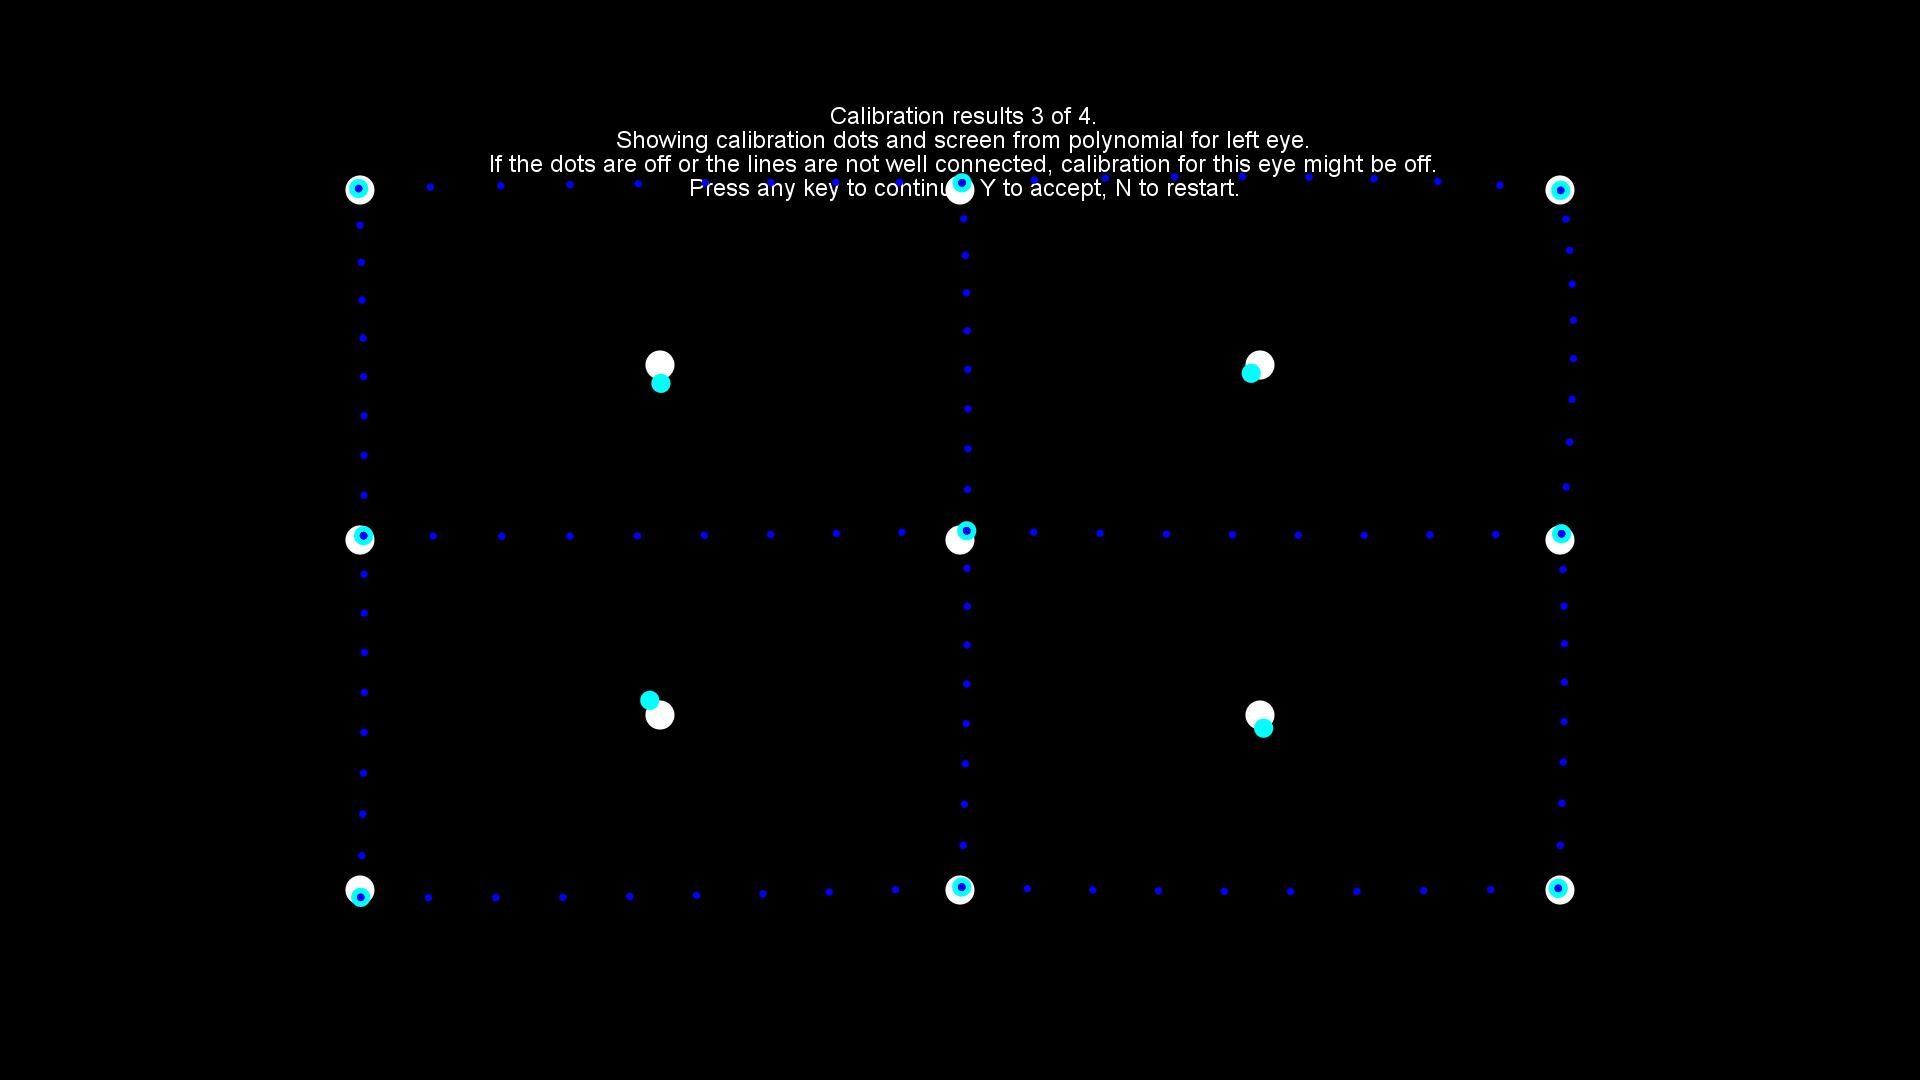 Calibration results 3 of 4.
Showing calibration dots and screen from polynomial for left eye.
If the dots are off or the lines are not well connected, calibration for this eye might be off.
Press any key to continue, Y to accept, N to restart.